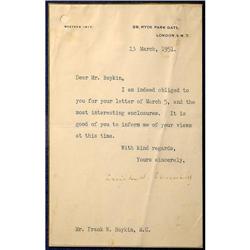 28, HYDE PARK GATE,
LONDON, S.W.7.
13 March, 1951.
Dear Mr. Boykin,
I am indeed obliged to
you for your letter of March 5, and the
most interesting enclosures. It is
good of you to inform me of your views
at this time.
With kind regards,
Yours sincerely,
Mr. Frank W. Boykin, M.C.